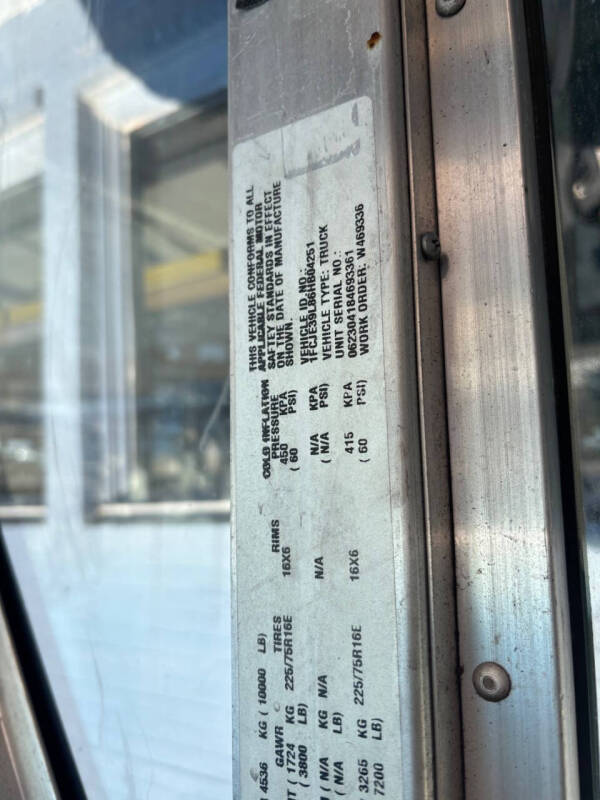 4536 KG ( 10000 LB)
GAWR TIRES RIMS COLD INFLATION
PRESSURE
( 1724 KG 225/75R16E 16X6 450 KPA
( 3800 LB) ( 60 PSI)
( N/A KG N/A N/A N/A KPA
( N/A LB) ( N/A PSI)
3265 KG 225/75R16E 16X6 415 KPA
7200 LB) ( 60 PSI)
THIS VEHICLE CONFORMS TO ALL
APPLICABLE FEDERAL MOTOR
SAFTEY STANDARDS IN EFFECT
ON THE DATE OF MANUFACTURE
SHOWN.
VEHICLE ID NO.:
1FCJE39L86HB04251
VEHICLE TYPE: TRUCK
UNIT SERIAL NO.:
062304184693361
WORK ORDER: W469336